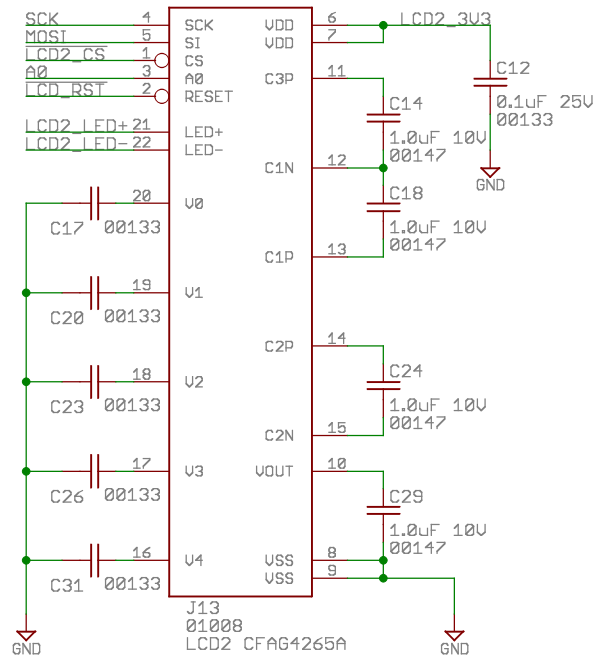 SCK 4 SCK VDD 6 LCD2_3V3
MOSI 5 SI VDD 7
LCD2_CS 1 CS
A0 3 A0 C3P 11 C12
LCD_RST 2 RESET 0.1uF 25V
C14 00133
LCD2_LED+ 21 LED+ 1.0uF 10V
LCD2_LED- 22 LED- 00147
C1N 12 GND
20 V0 C18
C17 00133 1.0uF 10V
00147
C1P 13
19 V1
C20 00133
C2P 14
18 V2 C24
C23 00133 1.0uF 10V
00147
C2N 15
17 V3 VOUT 10
C26 00133 C29
1.0uF 10V
00147
16 V4 VSS 8
C31 00133 VSS 9
J13
01008
LCD2 CFAG4265A
GND GND